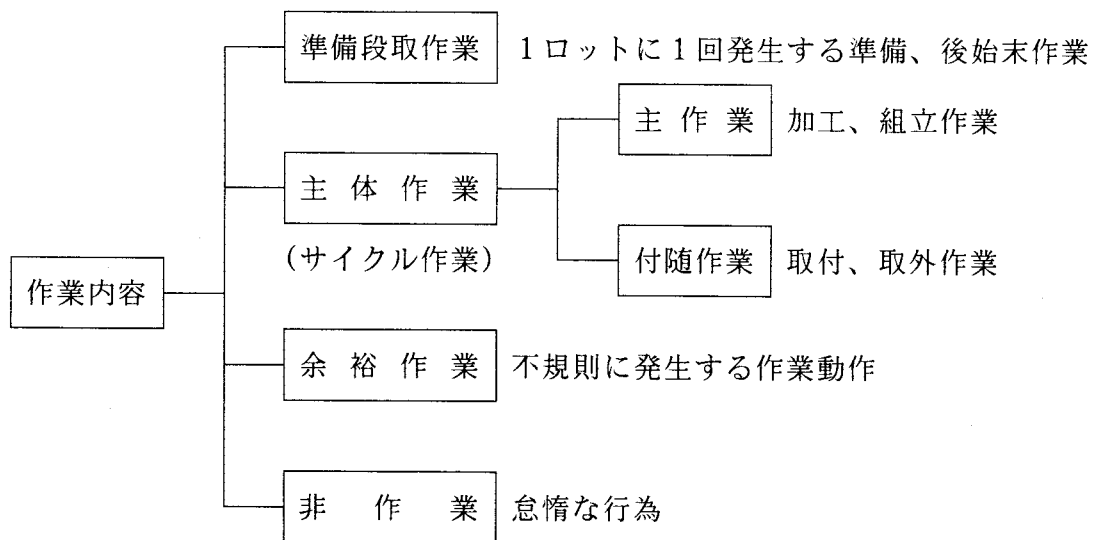 準備段取作業 1ロットに1回発生する準備、後始末作業
主作業 加工、組立作業
主体作業
(サイクル作業)
付随作業 取付、取外作業
作業内容
余裕作業 不規則に発生する作業動作
非作業 怠惰な行為